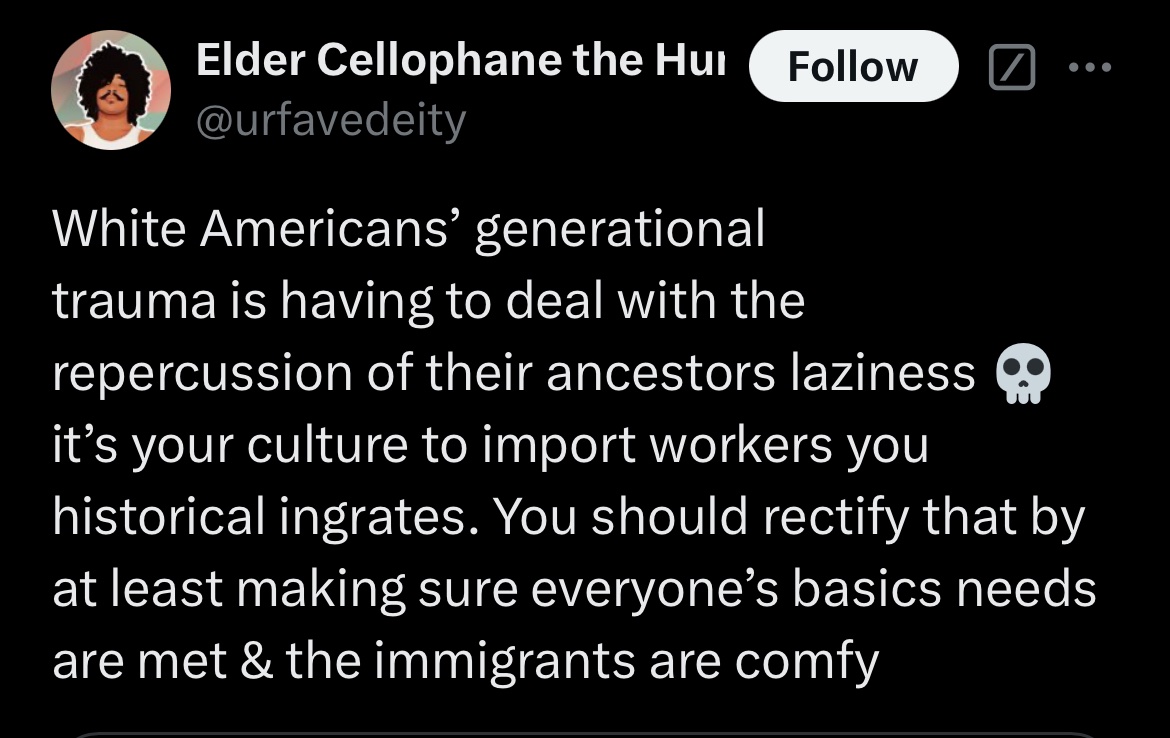 Elder Cellophane the Hur
Follow
@urfavedeity
White Americans’ generational
trauma is having to deal with the
repercussion of their ancestors laziness 💀
it’s your culture to import workers you
historical ingrates. You should rectify that by
at least making sure everyone’s basics needs
are met & the immigrants are comfy